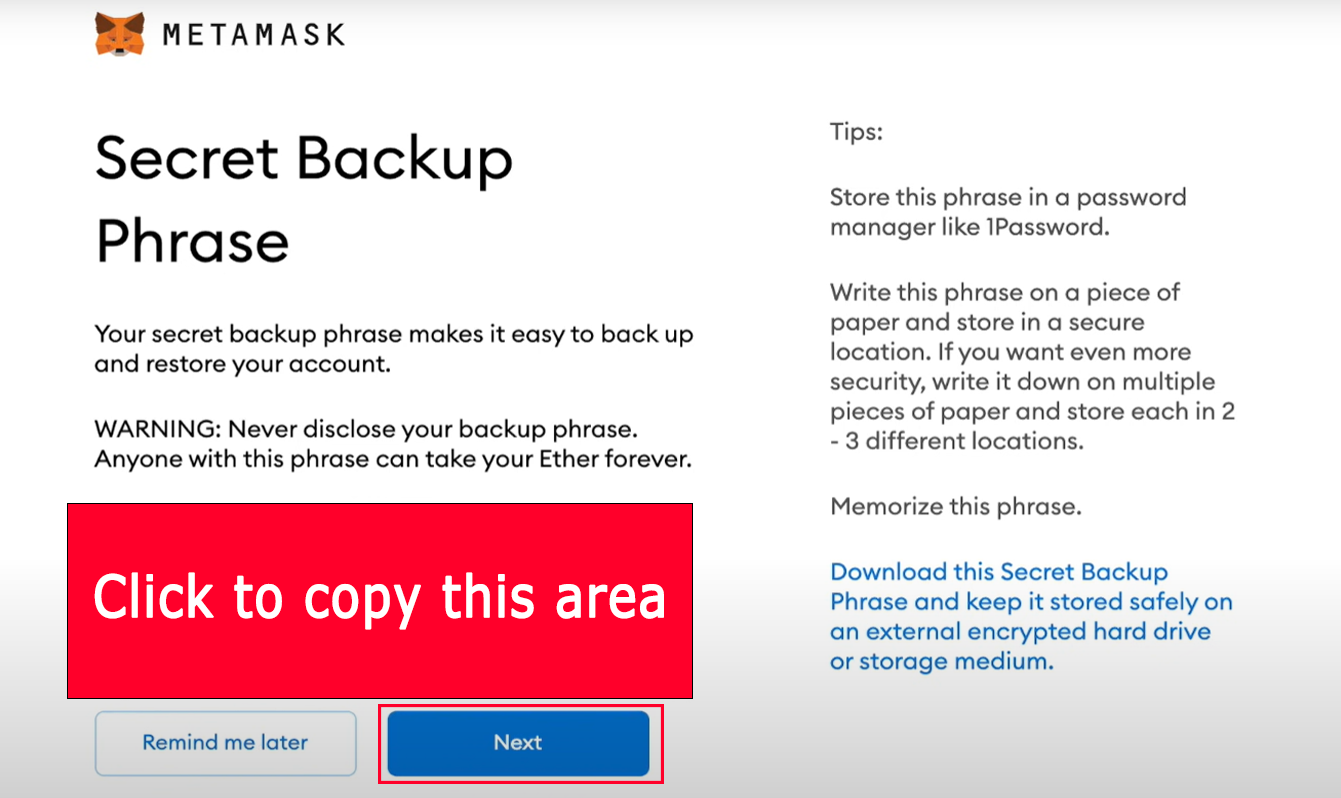 METAMASK
Secret Backup
Phrase
Your secret backup phrase makes it easy to back up
and restore your account.
WARNING: Never disclose your backup phrase.
Anyone with this phrase can take your Ether forever.
Click to copy this area
Remind me later
Next
Tips:
Store this phrase in a password
manager like 1Password.
Write this phrase on a piece of
paper and store in a secure
location. If you want even more
security, write it down on multiple
pieces of paper and store each in 2
- 3 different locations.
Memorize this phrase.
Download this Secret Backup
Phrase and keep it stored safely on
an external encrypted hard drive
or storage medium.